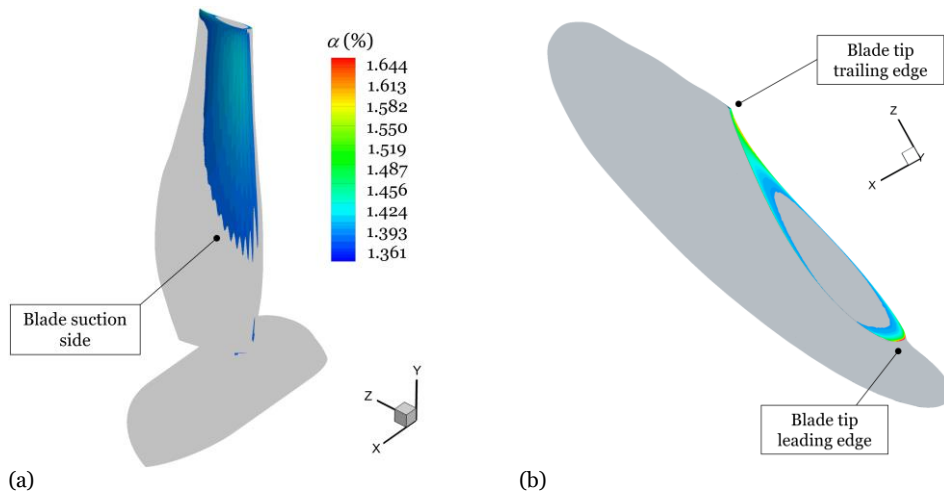 α (%)
1.644
1.613
1.582
1.550
1.519
1.487
1.456
1.424
1.393
1.361
Blade suction
side
Y
Z
X
(a)
Blade tip
trailing edge
Z
Y
X
Blade tip
leading edge
(b)